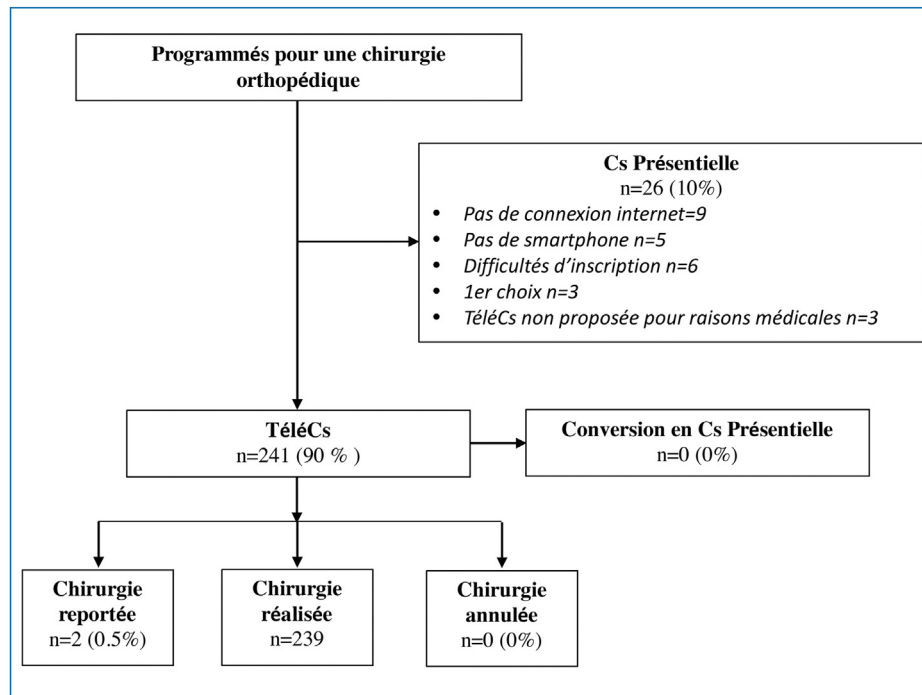 Programmés pour une chirurgie
orthopédique
Cs Présentielle
n=26 (10%)
• Pas de connexion internet=9
• Pas de smartphone n=5
• Difficultés d’inscription n=6
• 1er choix n=3
• TéléCs non proposée pour raisons médicales n=3
TéléCs
n=241 (90 % )
Conversion en Cs Présentielle
n=0 (0%)
Chirurgie
reportée
n=2 (0.5%)
Chirurgie
réalisée
n=239
Chirurgie
annulée
n=0 (0%)